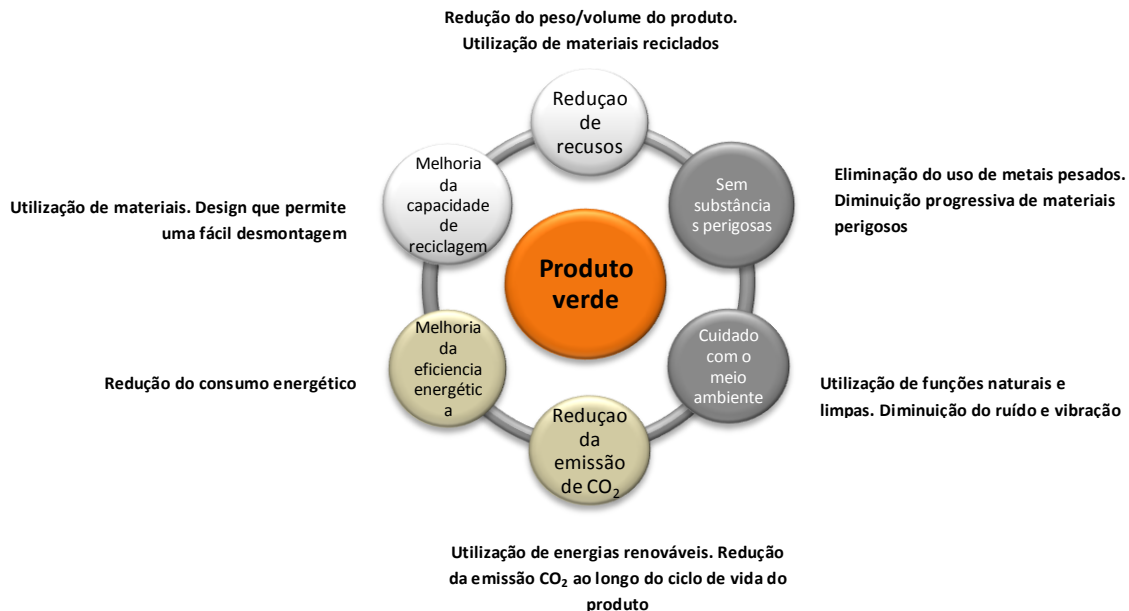 Redução do peso/volume do produto.
Utilização de materiais reciclados
Reduçao
de
recusos
Melhoria
da
capacidade
de
reciclagem
Sem
substância
s perigosas
Eliminação do uso de metais pesados.
Diminuição progressiva de materiais
perigosos
Utilização de materiais. Design que permite
uma fácil desmontagem
Produto
verde
Melhoria
da
eficiencia
energétic
a
Cuidado
com o
meio
ambiente
Redução do consumo energético
Utilização de funções naturais e
limpas. Diminuição do ruído e vibração
Reduçao
da
emissão
de CO₂
Utilização de energias renováveis. Redução
da emissão CO₂ ao longo do ciclo de vida do
produto